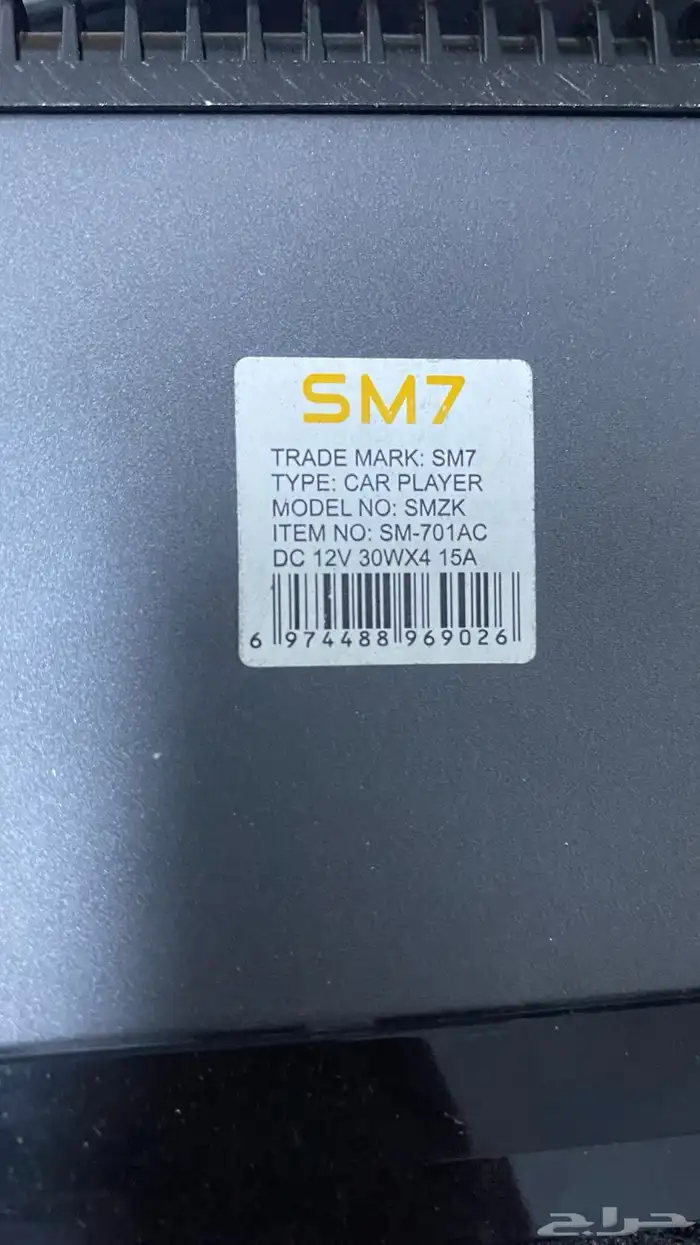 SM7
TRADE MARK: SM7
TYPE: CAR PLAYER
MODEL NO: SMZK
ITEM NO: SM-701AC
DC 12V 30WX4 15A
6 974488 969026
حراج